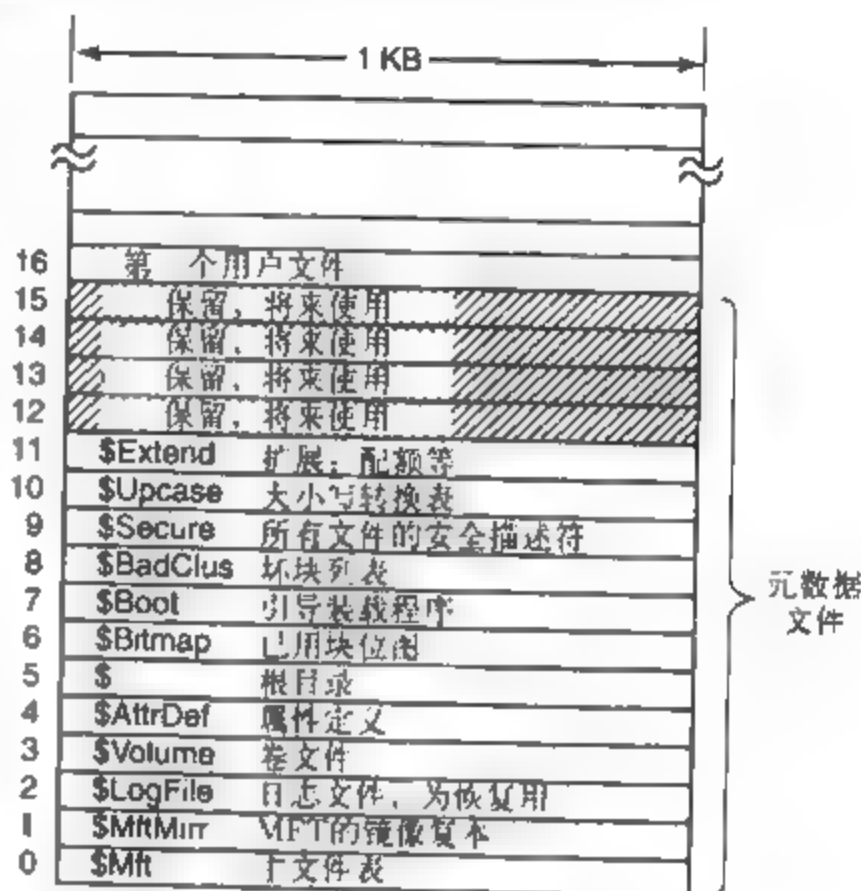 1 KB
16 第 个用户文件
15 保留，将来使用
14 保留，将来使用
13 保留，将来使用
12 保留，将来使用
11 $Extend 扩展：配额等
10 $Upcase 大小写转换表
9 $Secure 所有文件的安全描述符
8 $BadClus 坏块列表
7 $Boot 引导装载程序
6 $Bitmap 已用块位图
5 $ 根目录
4 $AttrDef 属性定义
3 $Volume 卷文件
2 $LogFile 日志文件，为恢复用
1 $MftMirr MFT的镜像复本
0 $Mft 主文件表
元数据
文件